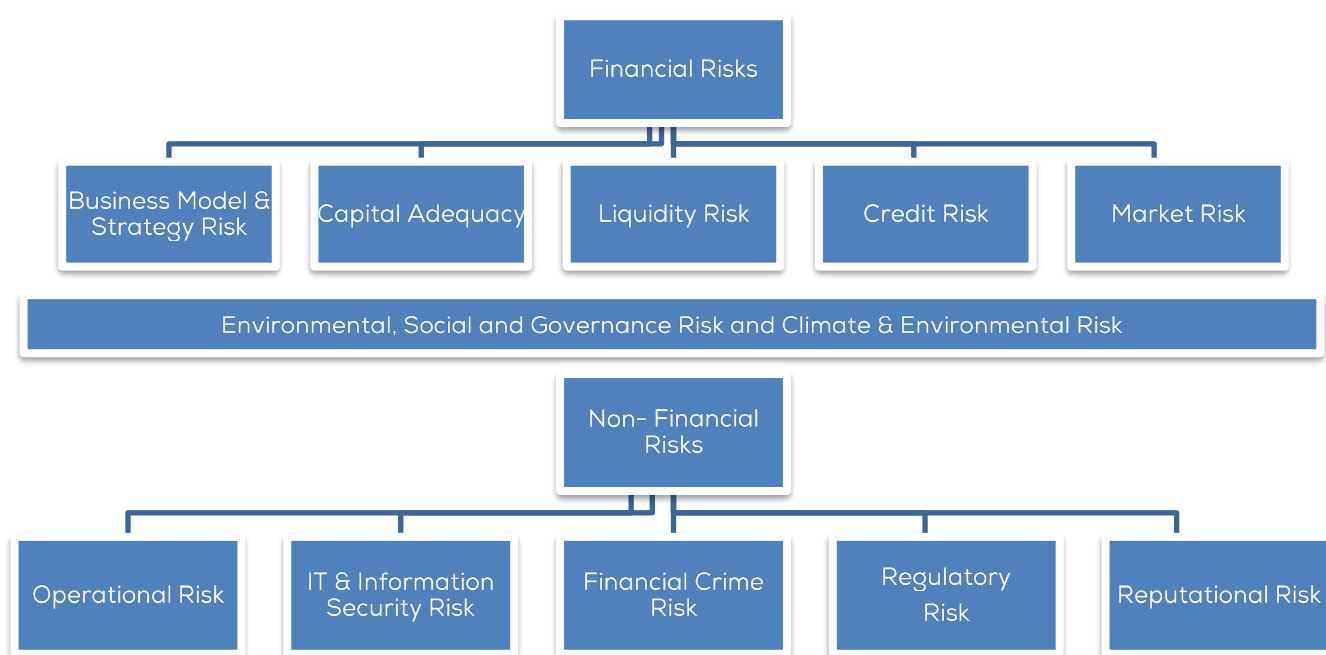 Financial Risks
Business Model &
Strategy Risk
Capital Adequacy
Liquidity Risk
Credit Risk
Market Risk
Environmental, Social and Governance Risk and Climate & Environmental Risk
Non- Financial
Risks
Operational Risk
IT & Information
Security Risk
Financial Crime
Risk
Regulatory
Risk
Reputational Risk